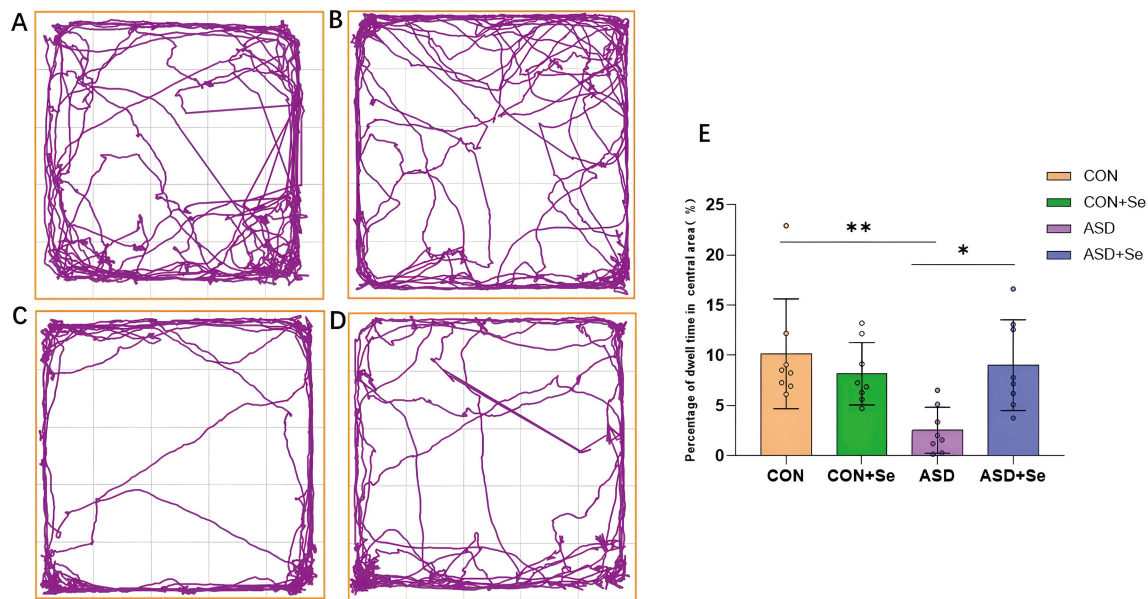 A
B
C
D
E
CON
CON+Se
ASD
ASD+Se
Percentage of dwell time in central area( %)
25
20
15
10
5
0
**
*
CON CON+Se ASD ASD+Se